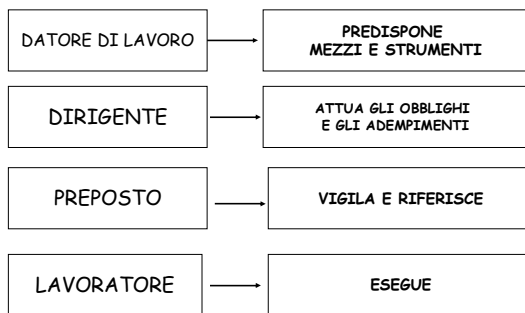 DATORE DI LAVORO
PREDISPONE
MEZZI E STRUMENTI
DIRIGENTE
ATTUA GLI OBBLIGHI
E GLI ADEMPIMENTI
PREPOSTO
VIGILA E RIFERISCE
LAVORATORE
ESEGUE